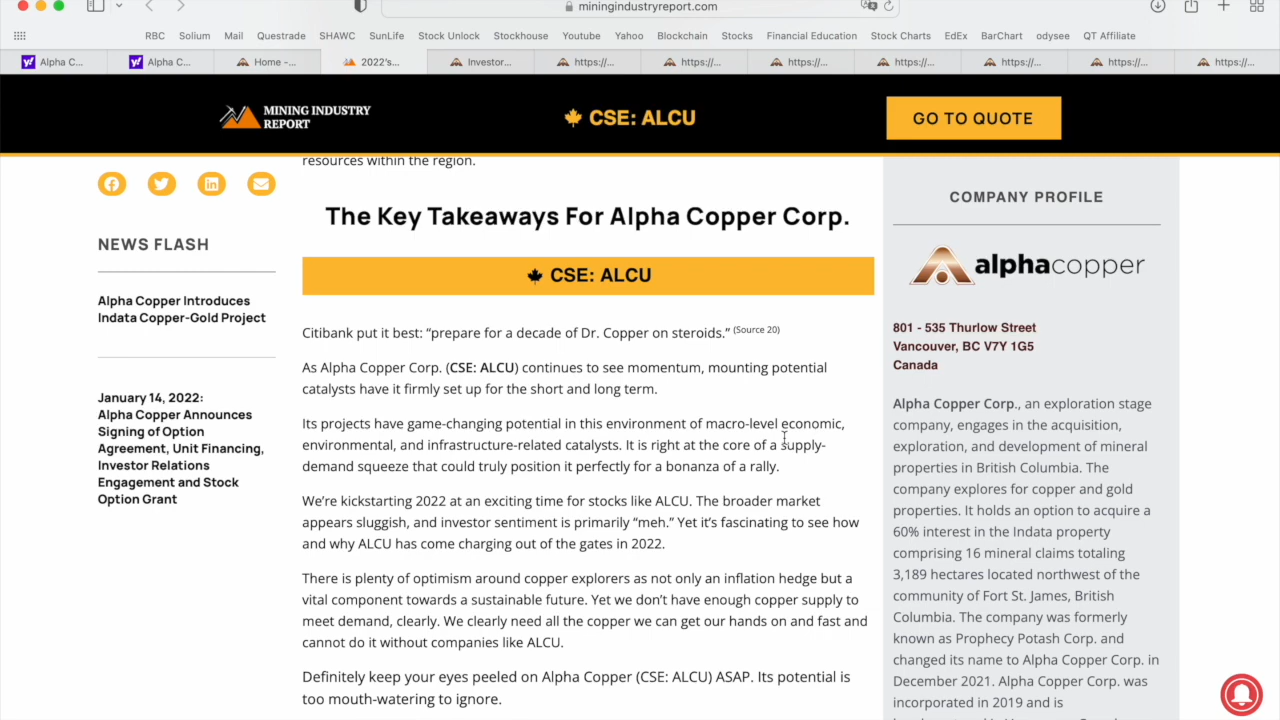 miningindustryreport.com
RBC Solium Mail Questrade SHAWC SunLife Stock Unlock Stockhouse Youtube Yahoo Blockchain Stocks Financial Education Stock Charts EdEx BarChart odysee QT Affiliate
Alpha C... Alpha C... Home -... 2022's... Investor... https://... https://... https://... https://... https://... https://... https://...
MINING INDUSTRY
REPORT
CSE: ALCU
GO TO QUOTE
NEWS FLASH
Alpha Copper Introduces
Indata Copper-Gold Project
January 14, 2022:
Alpha Copper Announces
Signing of Option
Agreement, Unit Financing,
Investor Relations
Engagement and Stock
Option Grant
resources within the region.
The Key Takeaways For Alpha Copper Corp.
CSE: ALCU
Citibank put it best: “prepare for a decade of Dr. Copper on steroids.” (Source 20)
As Alpha Copper Corp. (CSE: ALCU) continues to see momentum, mounting potential
catalysts have it firmly set up for the short and long term.
Its projects have game-changing potential in this environment of macro-level economic,
environmental, and infrastructure-related catalysts. It is right at the core of a supply-
demand squeeze that could truly position it perfectly for a bonanza of a rally.
We’re kickstarting 2022 at an exciting time for stocks like ALCU. The broader market
appears sluggish, and investor sentiment is primarily “meh.” Yet it’s fascinating to see how
and why ALCU has come charging out of the gates in 2022.
There is plenty of optimism around copper explorers as not only an inflation hedge but a
vital component towards a sustainable future. Yet we don’t have enough copper supply to
meet demand, clearly. We clearly need all the copper we can get our hands on and fast and
cannot do it without companies like ALCU.
Definitely keep your eyes peeled on Alpha Copper (CSE: ALCU) ASAP. Its potential is
too mouth-watering to ignore.
COMPANY PROFILE
alphacopper
801 - 535 Thurlow Street
Vancouver, BC V7Y 1G5
Canada
Alpha Copper Corp., an exploration stage
company, engages in the acquisition,
exploration, and development of mineral
properties in British Columbia. The
company explores for copper and gold
properties. It holds an option to acquire a
60% interest in the Indata property
comprising 16 mineral claims totaling
3,189 hectares located northwest of the
community of Fort St. James, British
Columbia. The company was formerly
known as Prophecy Potash Corp. and
changed its name to Alpha Copper Corp. in
December 2021. Alpha Copper Corp. was
incorporated in 2019 and is